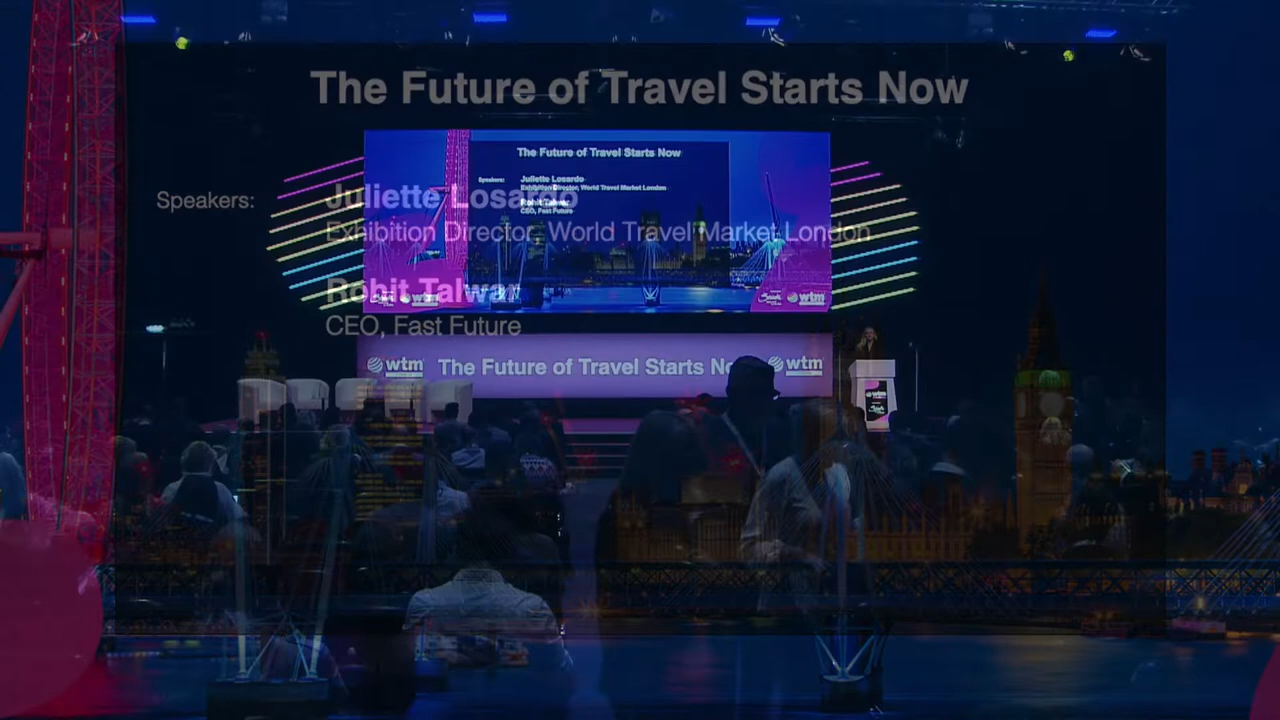 The Future of Travel Starts Now
The Future of Travel Starts Now
Speakers:
Juliette Losardo
Exhibition Director, World Travel Market London
Rohit Talwar
CEO, Fast Future
Speakers:
Juliette Losardo
Exhibition Director, World Travel Market London
Rohit Talwar
CEO, Fast Future
wtm
wtm
wtm
The Future of Travel Starts No
wtm